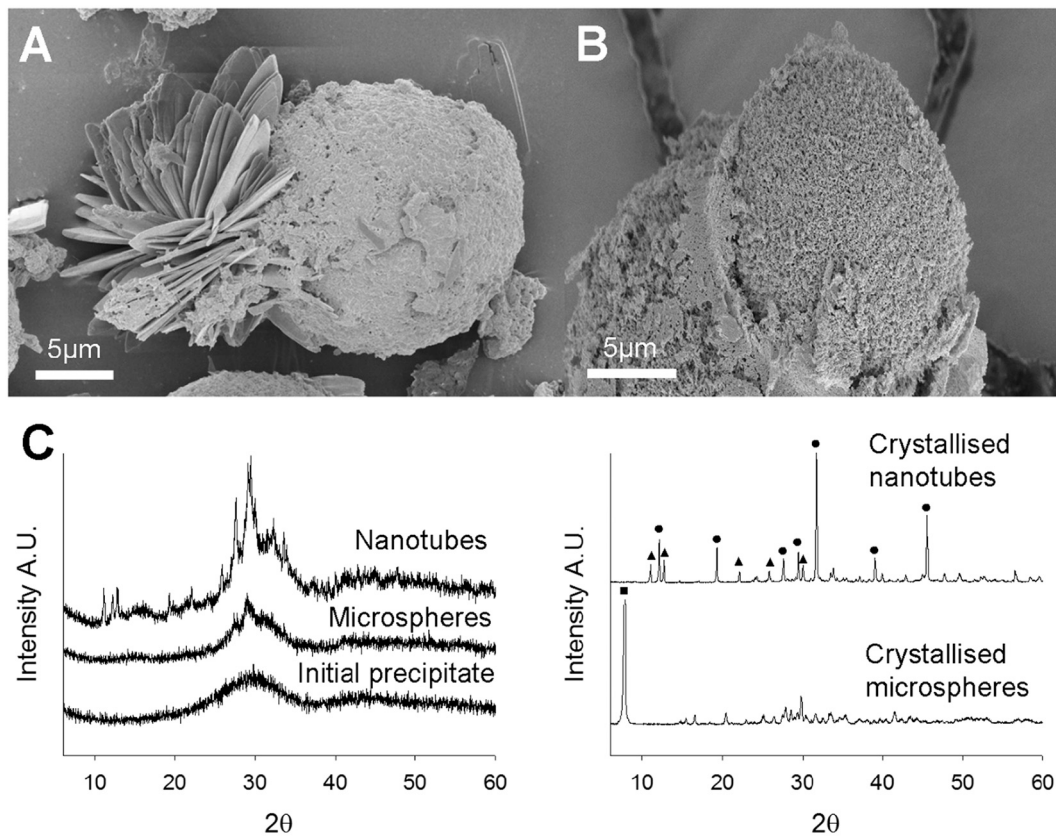 A
B
5µm
5µm
C
Intensity A.U.
Nanotubes
Microspheres
Initial precipitate
10
20
30
40
50
60
2θ
Intensity A.U.
Crystallised
nanotubes
Crystallised
microspheres
10
20
30
40
50
60
2θ